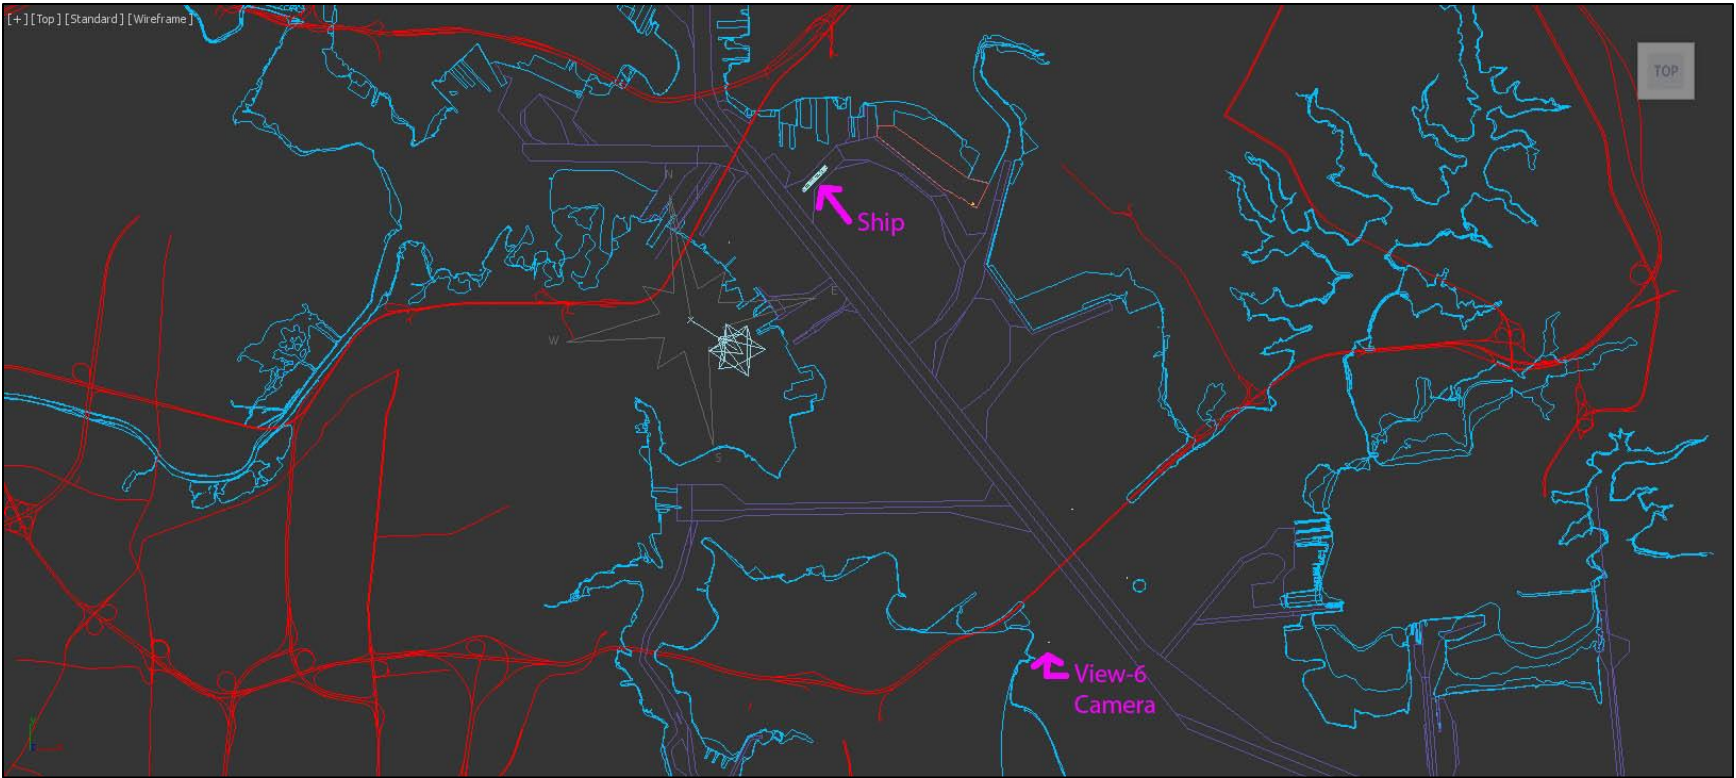 [+] [Top] [Standard] [Wireframe]
TOP
N
Ship
E
W
S
View-6
Camera